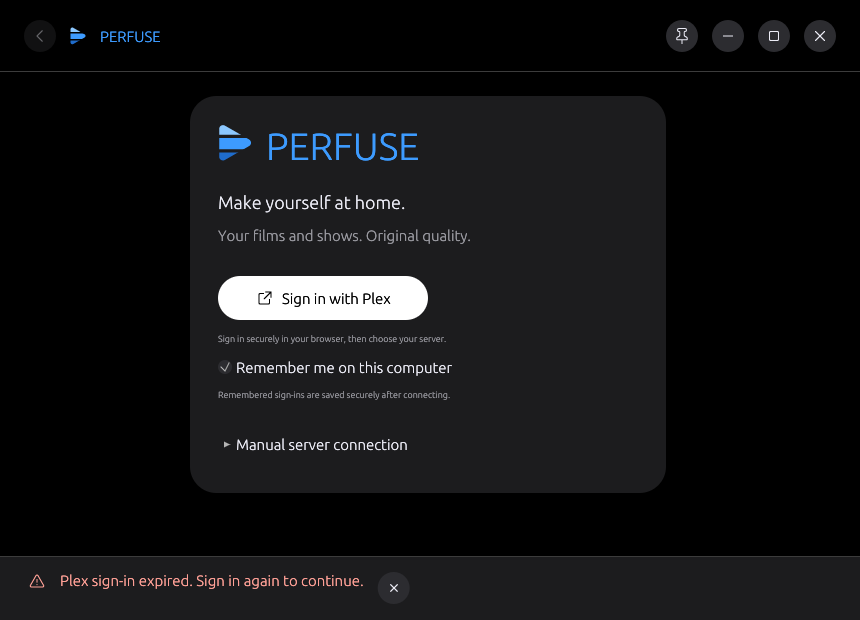 PERFUSE
PERFUSE
Make yourself at home.
Your films and shows. Original quality.
Sign in with Plex
Sign in securely in your browser, then choose your server.
Remember me on this computer
Remembered sign-ins are saved securely after connecting.
Manual server connection
Plex sign-in expired. Sign in again to continue.